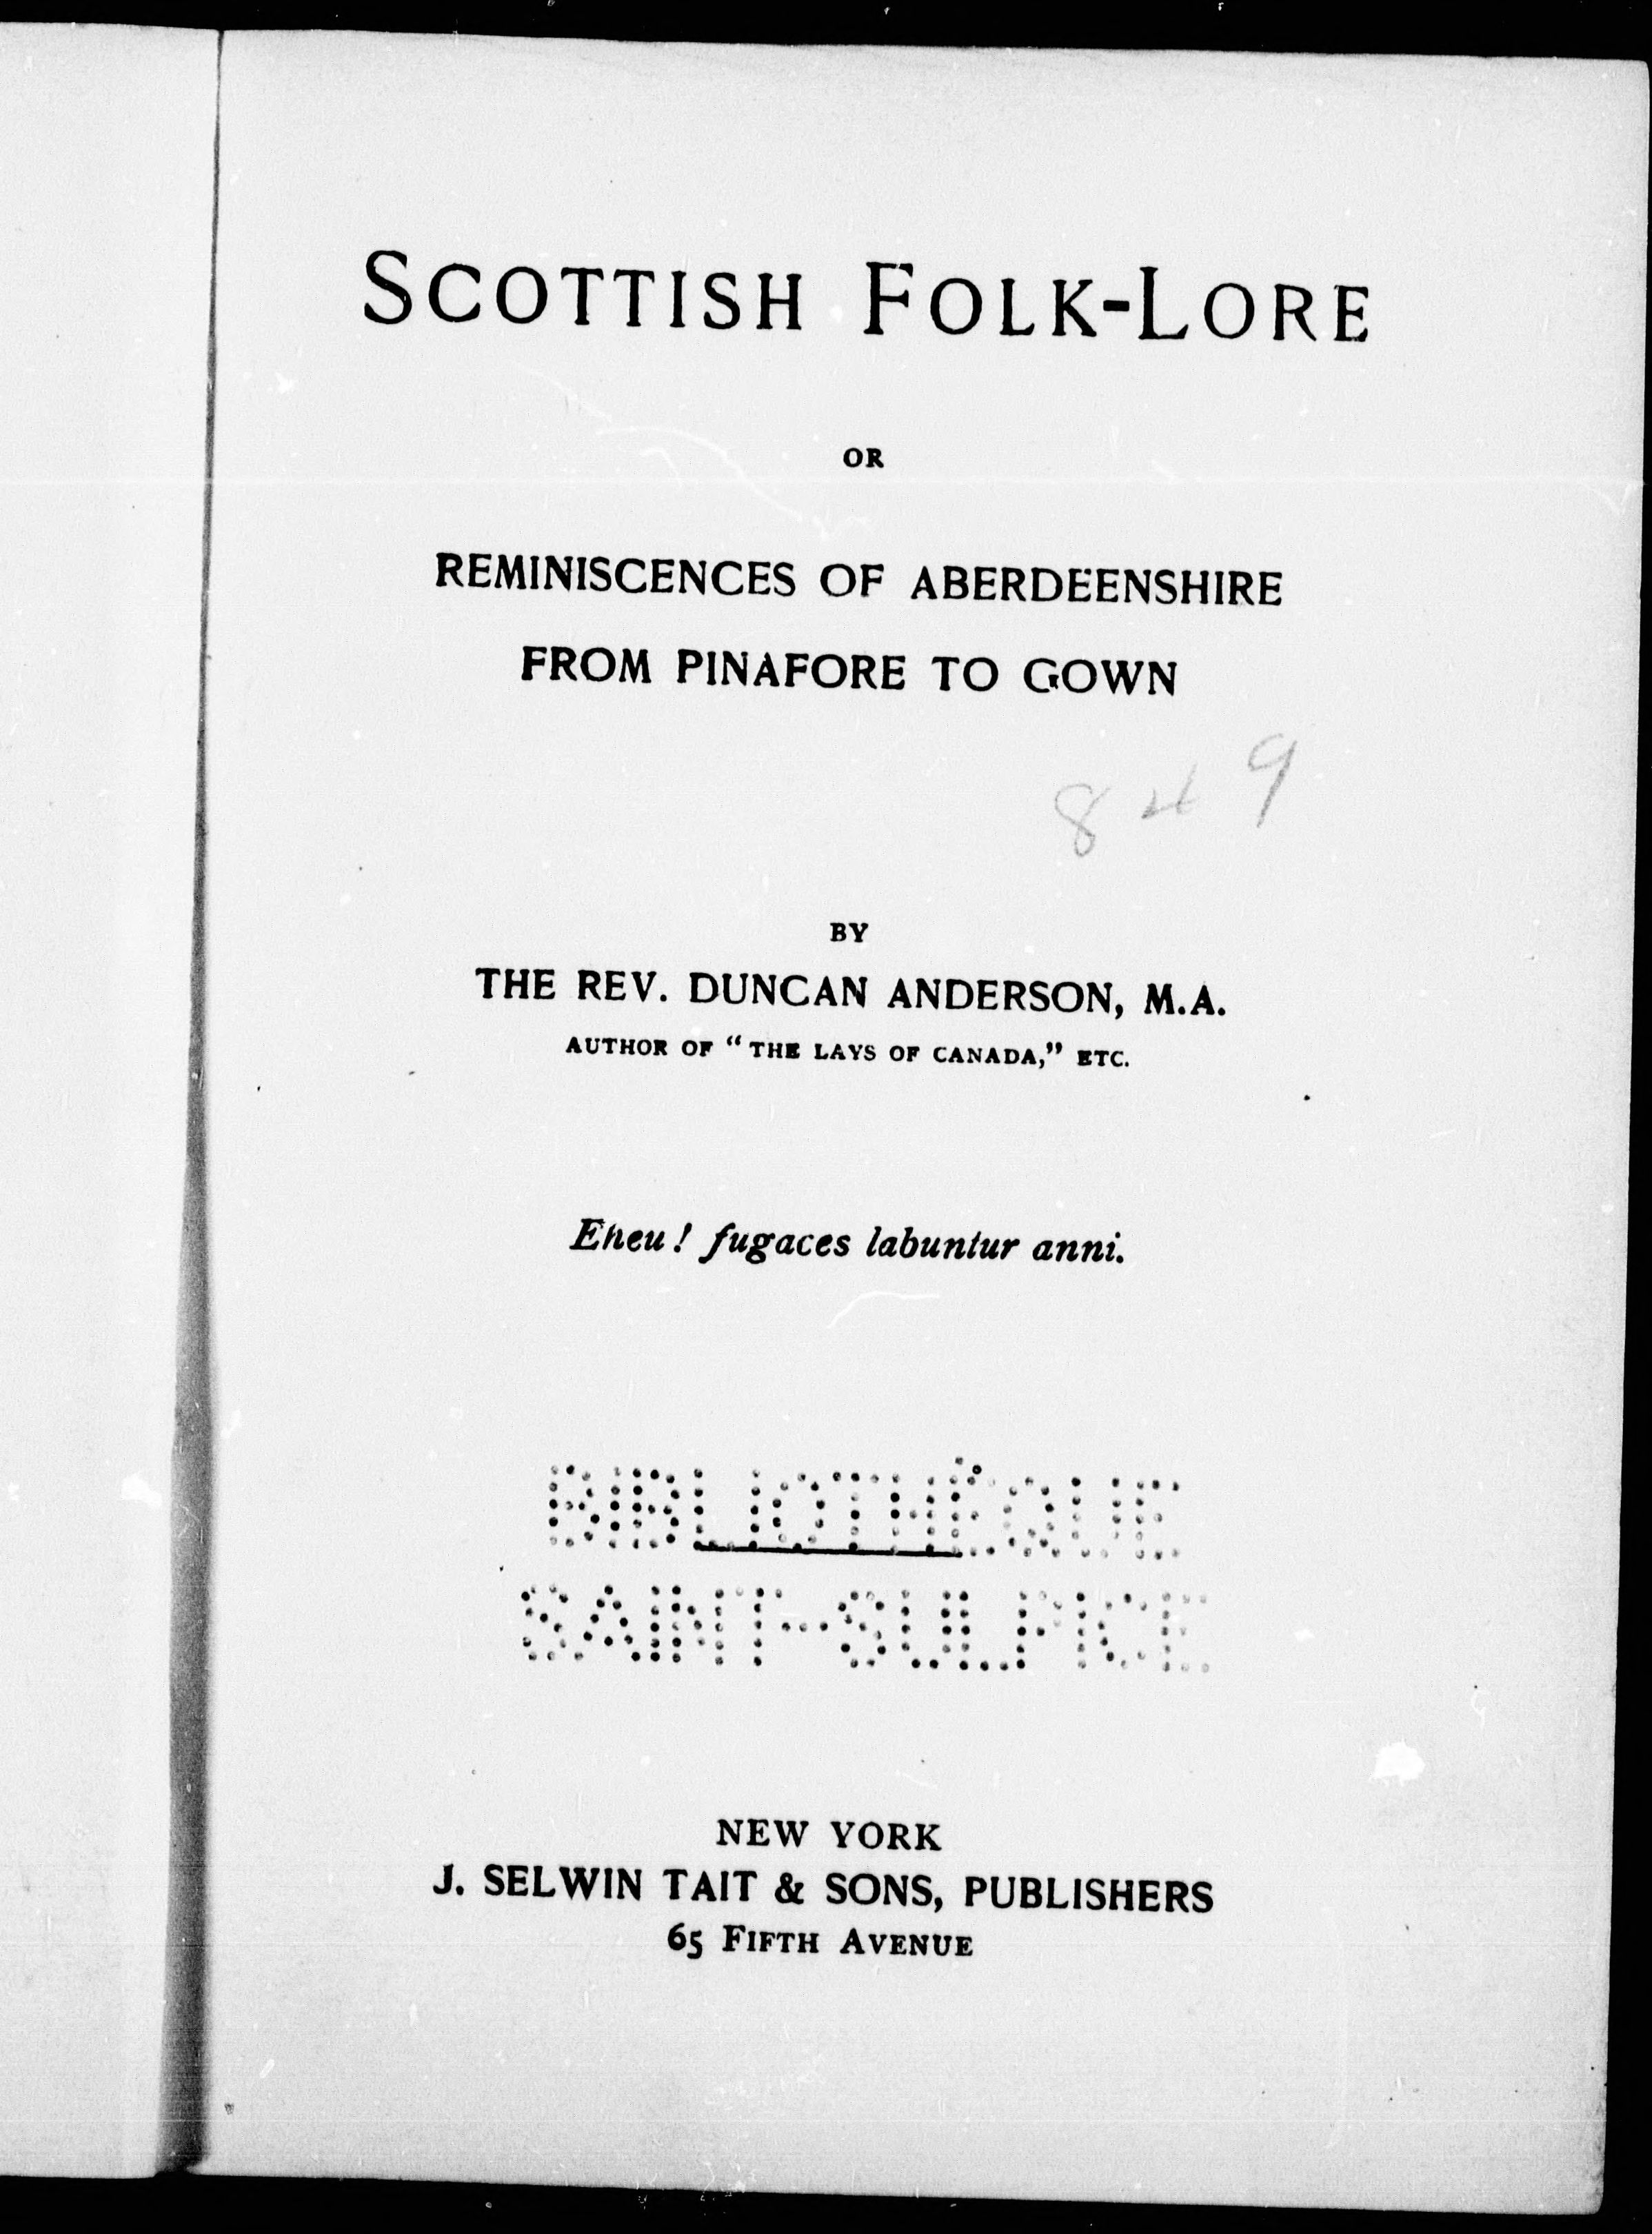 SCOTTISH FOLK-LORE
OR
REMINISCENCES OF ABERDEENSHIRE
FROM PINAFORE TO GOWN
849
BY
THE REV. DUNCAN ANDERSON, M.A.
AUTHOR OF "THE LAYS OF CANADA," ETC.
Eheu! fugaces labuntur anni.
BIBLIOTHÈQUE
SAINT-SULPICE
NEW YORK
J. SELWIN TAIT & SONS, PUBLISHERS
65 FIFTH AVENUE